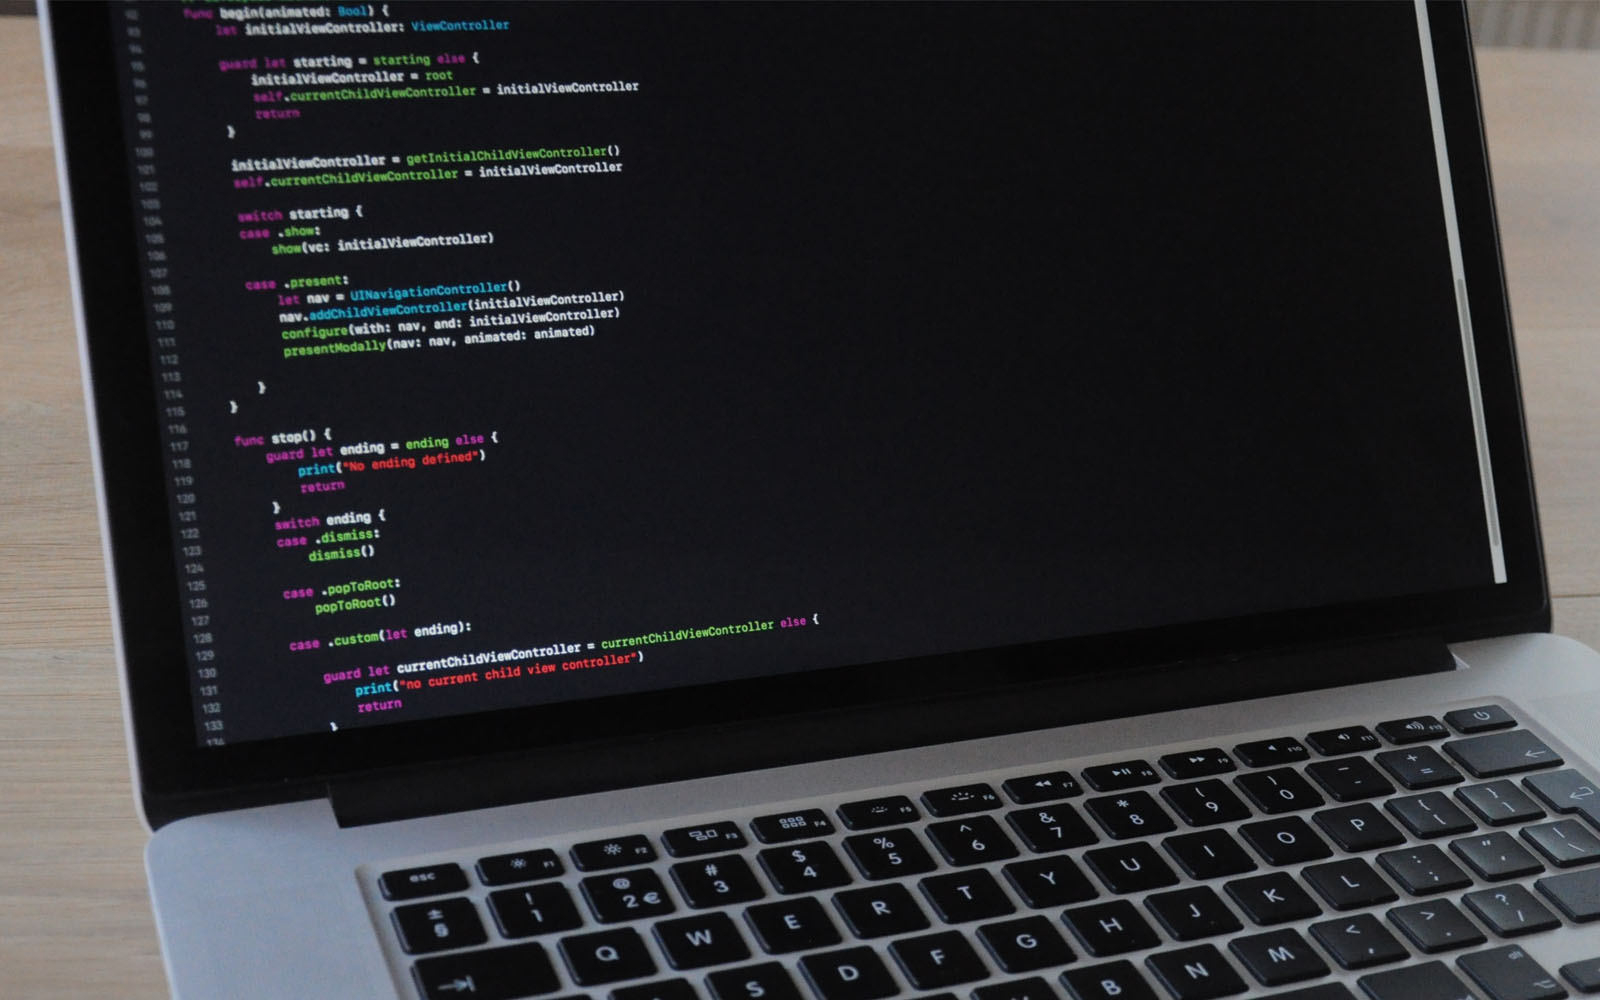 func begin(animated: Bool) {
let initialViewController: ViewController
guard let starting = starting else {
initialViewController = root
self.currentChildViewController = initialViewController
return
}
initialViewController = getInitialChildViewController()
self.currentChildViewController = initialViewController
switch starting {
case .show:
show(vc: initialViewController)
case .present:
let nav = UINavigationController()
nav.addChildViewController(initialViewController)
configure(with: nav, and: initialViewController)
presentModally(nav: nav, animated: animated)
}
}
func stop() {
guard let ending = ending else {
print("No ending defined")
return
}
switch ending {
case .dismiss:
dismiss()
case .popToRoot:
popToRoot()
case .custom(let ending):
guard let currentChildViewController = currentChildViewController else {
print("no current child view controller")
return
}
esc F1 F2 F3 F4 F5 F6 F7 F8 F9 F10 F11 F12
± § ! 1 @ 2 € # 3 $ 4 % 5 ^ 6 & 7 * 8 ( 9 ) 0 _ - + =
Q W E R T Y U I O P { [ } ]
S D F G H J K L : ; " ' | \
B N M < , > . ? /